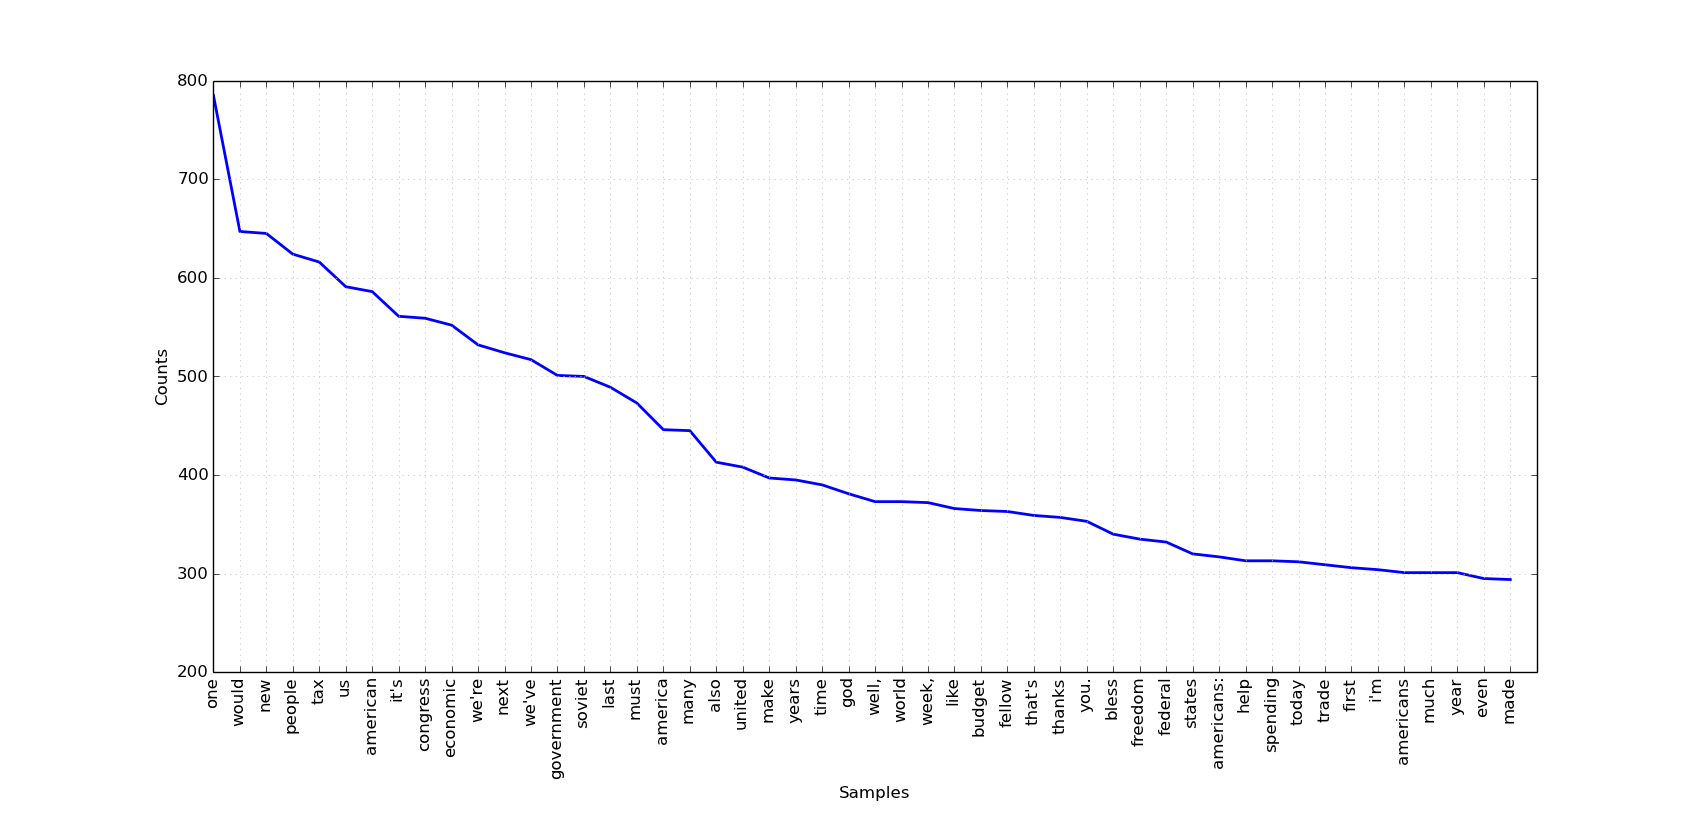 800
700
600
500
400
300
200
Counts
one
would
new
people
tax
us
american
it's
congress
economic
we're
next
we've
government
soviet
last
must
america
many
also
united
make
years
time
god
well,
world
week,
like
budget
fellow
that's
thanks
you.
bless
freedom
federal
states
americans:
help
spending
today
trade
first
i'm
americans
much
year
even
made
Samples